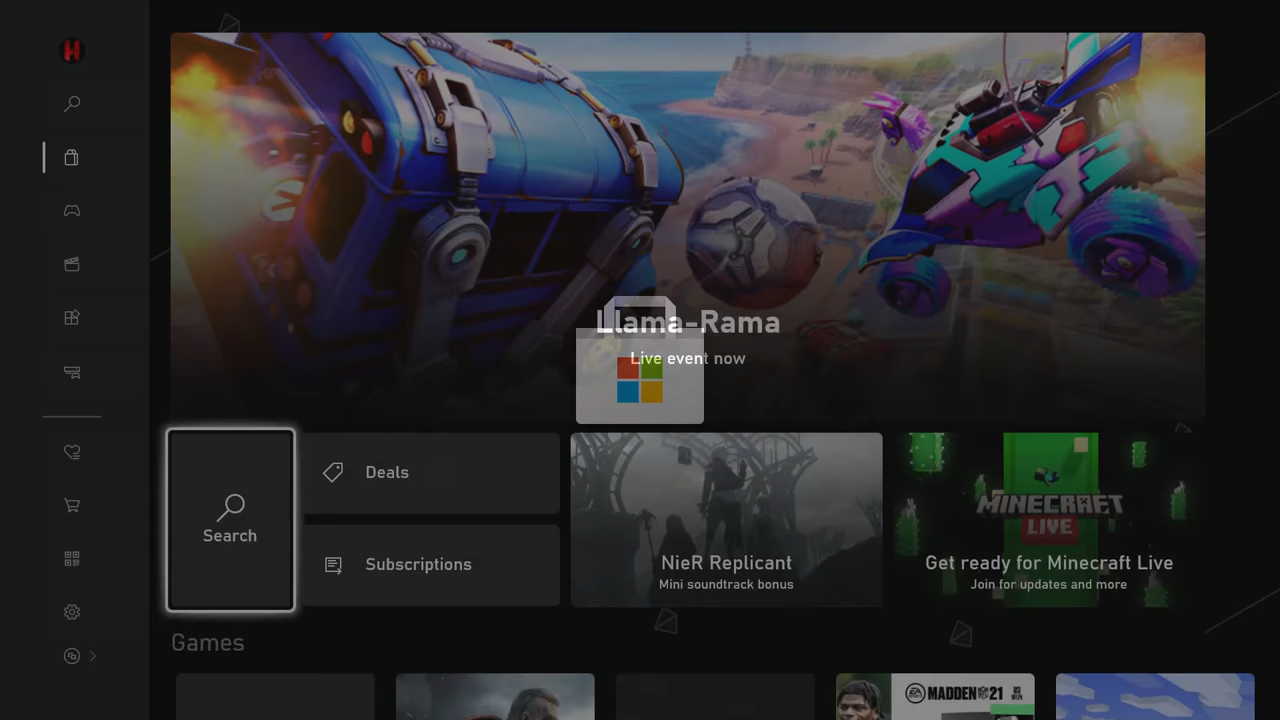 Llama-Rama
Live event now
Search
Deals
Subscriptions
NieR Replicant
Mini soundtrack bonus
MINECRAFT
LIVE
Get ready for Minecraft Live
Join for updates and more
Games
EA MADDEN NFL 21